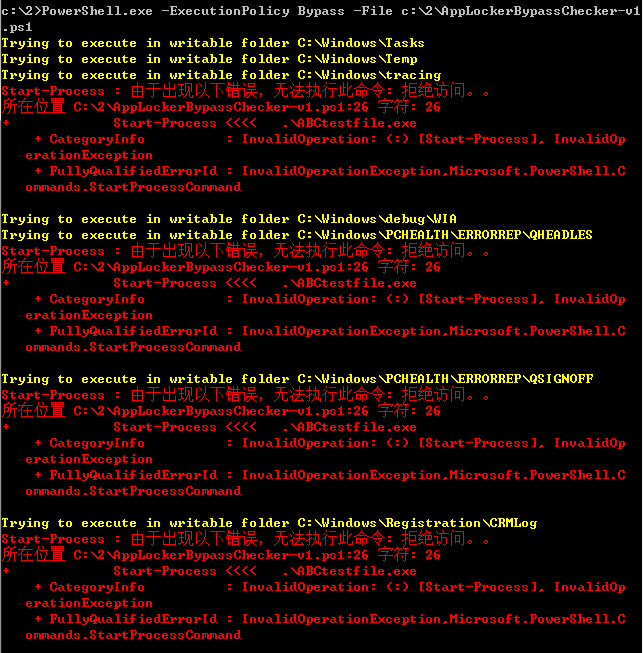 c:\2>PowerShell.exe -ExecutionPolicy Bypass -File c:\2\AppLockerBypassChecker-v1
.ps1
Trying to execute in writable folder C:\Windows\Tasks
Trying to execute in writable folder C:\Windows\Temp
Trying to execute in writable folder C:\Windows\tracing
Start-Process : 由于出现以下错误，无法执行此命令: 拒绝访问。。
所在位置 C:\2\AppLockerBypassChecker-v1.ps1:26 字符: 26
+         Start-Process <<<<   .\ABCtestfile.exe
    + CategoryInfo          : InvalidOperation: (:) [Start-Process]，InvalidOp
   erationException
    + FullyQualifiedErrorId : InvalidOperationException,Microsoft.PowerShell.C
   ommands.StartProcessCommand
Trying to execute in writable folder C:\Windows\debug\WIA
Trying to execute in writable folder C:\Windows\PCHEALTH\ERRORREP\QHEADLES
Start-Process : 由于出现以下错误，无法执行此命令: 拒绝访问。。
所在位置 C:\2\AppLockerBypassChecker-v1.ps1:26 字符: 26
+         Start-Process <<<<   .\ABCtestfile.exe
    + CategoryInfo          : InvalidOperation: (:) [Start-Process]，InvalidOp
   erationException
    + FullyQualifiedErrorId : InvalidOperationException,Microsoft.PowerShell.C
   ommands.StartProcessCommand
Trying to execute in writable folder C:\Windows\PCHEALTH\ERRORREP\QSIGNOFF
Start-Process : 由于出现以下错误，无法执行此命令: 拒绝访问。。
所在位置 C:\2\AppLockerBypassChecker-v1.ps1:26 字符: 26
+         Start-Process <<<<   .\ABCtestfile.exe
    + CategoryInfo          : InvalidOperation: (:) [Start-Process]，InvalidOp
   erationException
    + FullyQualifiedErrorId : InvalidOperationException,Microsoft.PowerShell.C
   ommands.StartProcessCommand
Trying to execute in writable folder C:\Windows\Registration\CRMLog
Start-Process : 由于出现以下错误，无法执行此命令: 拒绝访问。。
所在位置 C:\2\AppLockerBypassChecker-v1.ps1:26 字符: 26
+         Start-Process <<<<   .\ABCtestfile.exe
    + CategoryInfo          : InvalidOperation: (:) [Start-Process]，InvalidOp
   erationException
    + FullyQualifiedErrorId : InvalidOperationException,Microsoft.PowerShell.C
   ommands.StartProcessCommand